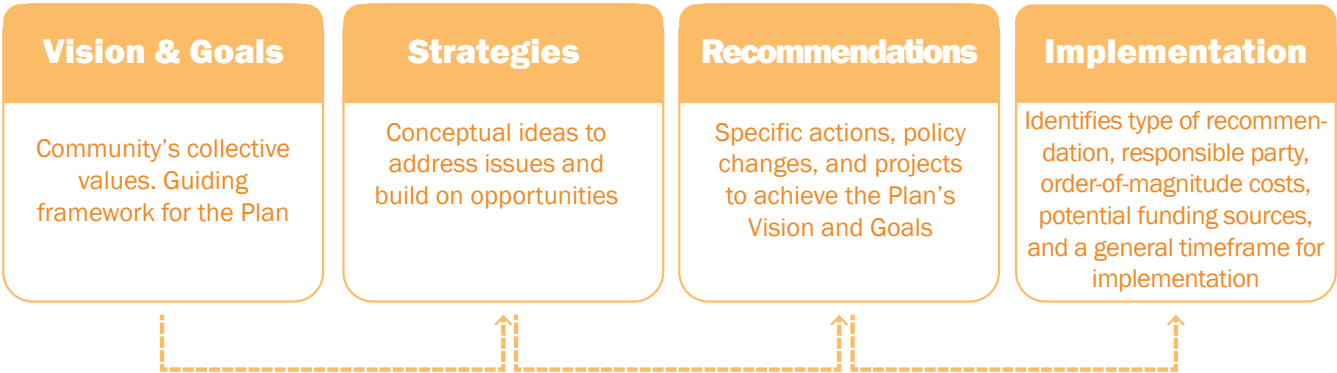 Vision & Goals
Community’s collective
values. Guiding
framework for the Plan
Strategies
Conceptual ideas to
address issues and
build on opportunities
Recommendations
Specific actions, policy
changes, and projects
to achieve the Plan’s
Vision and Goals
Implementation
Identifies type of recommen-
dation, responsible party,
order-of-magnitude costs,
potential funding sources,
and a general timeframe for
implementation